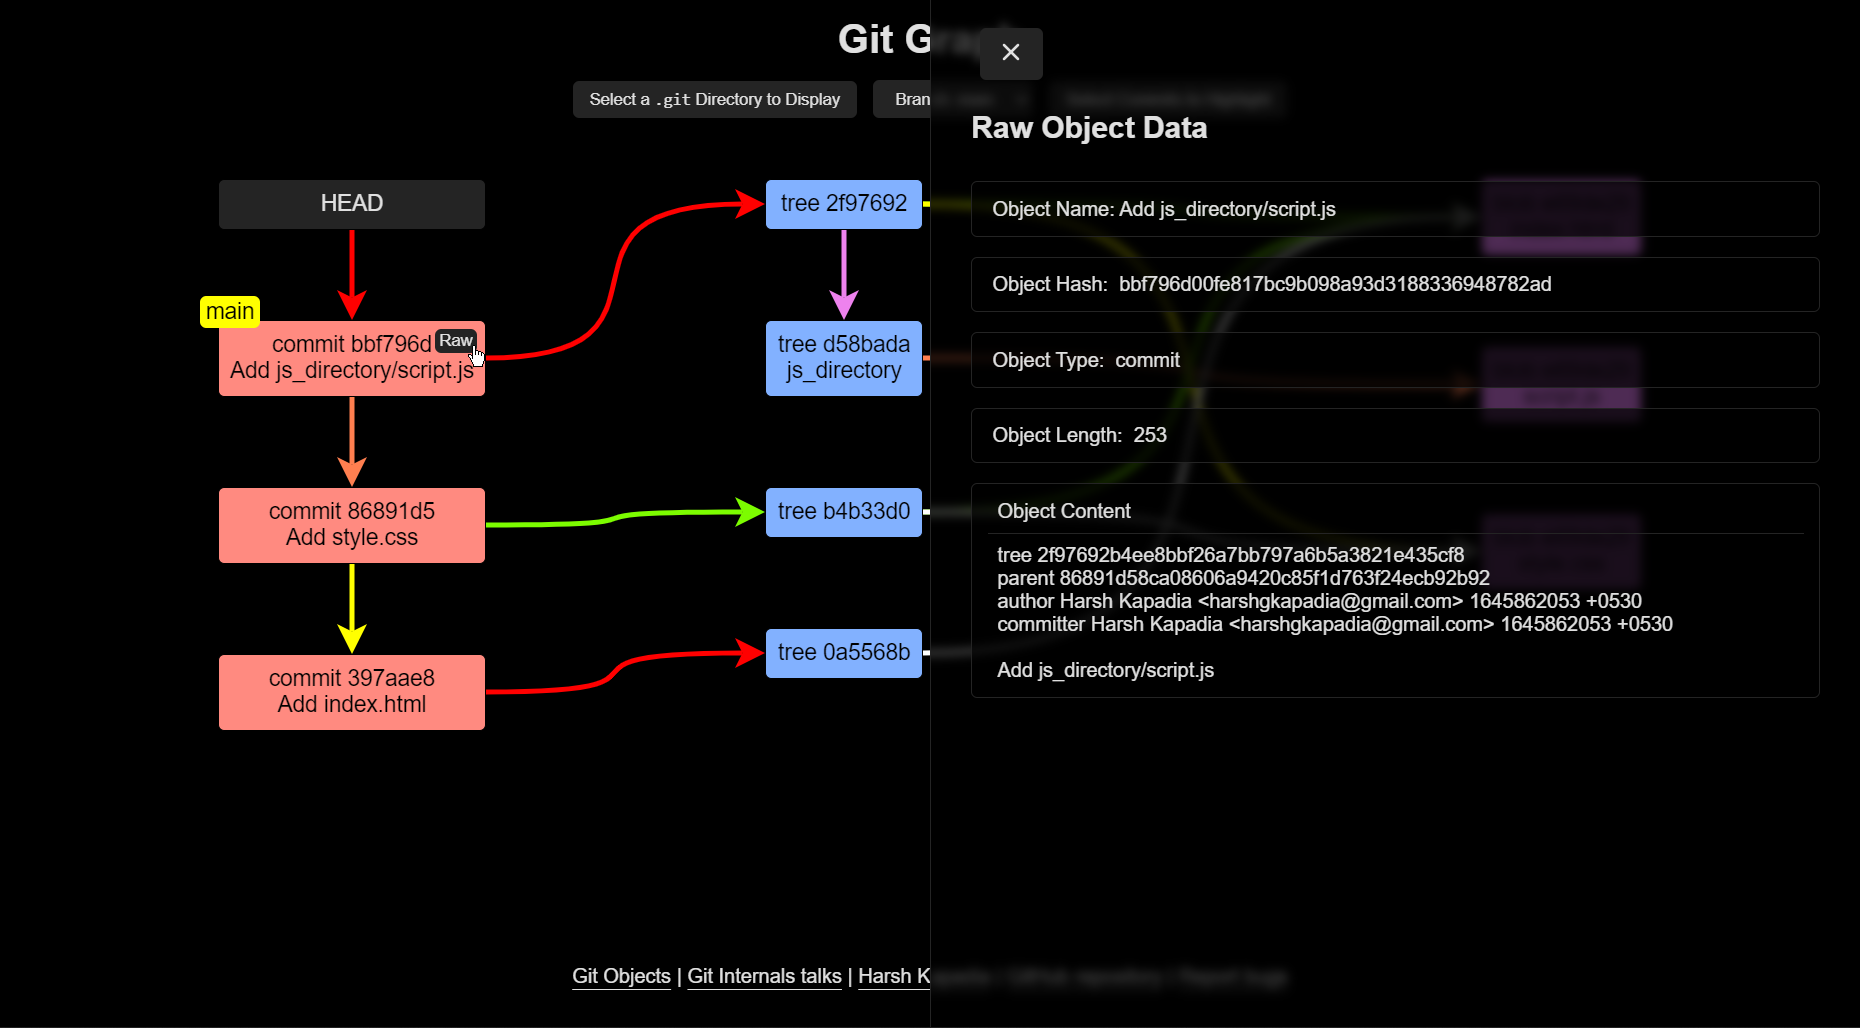 Git G
Select a .git Directory to Display
Bran
HEAD
main
commit bbf796d
Raw
Add js_directory/script.js
commit 86891d5
Add style.css
commit 397aae8
Add index.html
tree 2f97692
tree d58bada
js_directory
tree b4b33d0
tree 0a5568b
Git Objects | Git Internals talks | Harsh K
Raw Object Data
Object Name: Add js_directory/script.js
Object Hash: bbf796d00fe817bc9b098a93d3188336948782ad
Object Type: commit
Object Length: 253
Object Content
tree 2f97692b4ee8bbf26a7bb797a6b5a3821e435cf8
parent 86891d58ca08606a9420c85f1d763f24ecb92b92
author Harsh Kapadia <harshgkapadia@gmail.com> 1645862053 +0530
committer Harsh Kapadia <harshgkapadia@gmail.com> 1645862053 +0530
Add js_directory/script.js